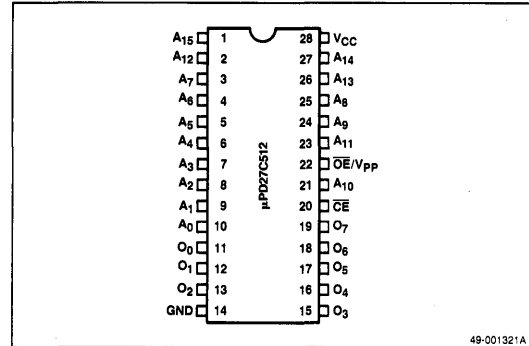 A15 1 28 VCC
A12 2 27 A14
A7 3 26 A13
A6 4 25 A8
A5 5 24 A9
A4 6 23 A11
A3 7 22 OE/VPP
A2 8 21 A10
A1 9 20 CE
A0 10 19 O7
O0 11 18 O6
O1 12 17 O5
O2 13 16 O4
GND 14 15 O3
µPD27C512
49-001321A